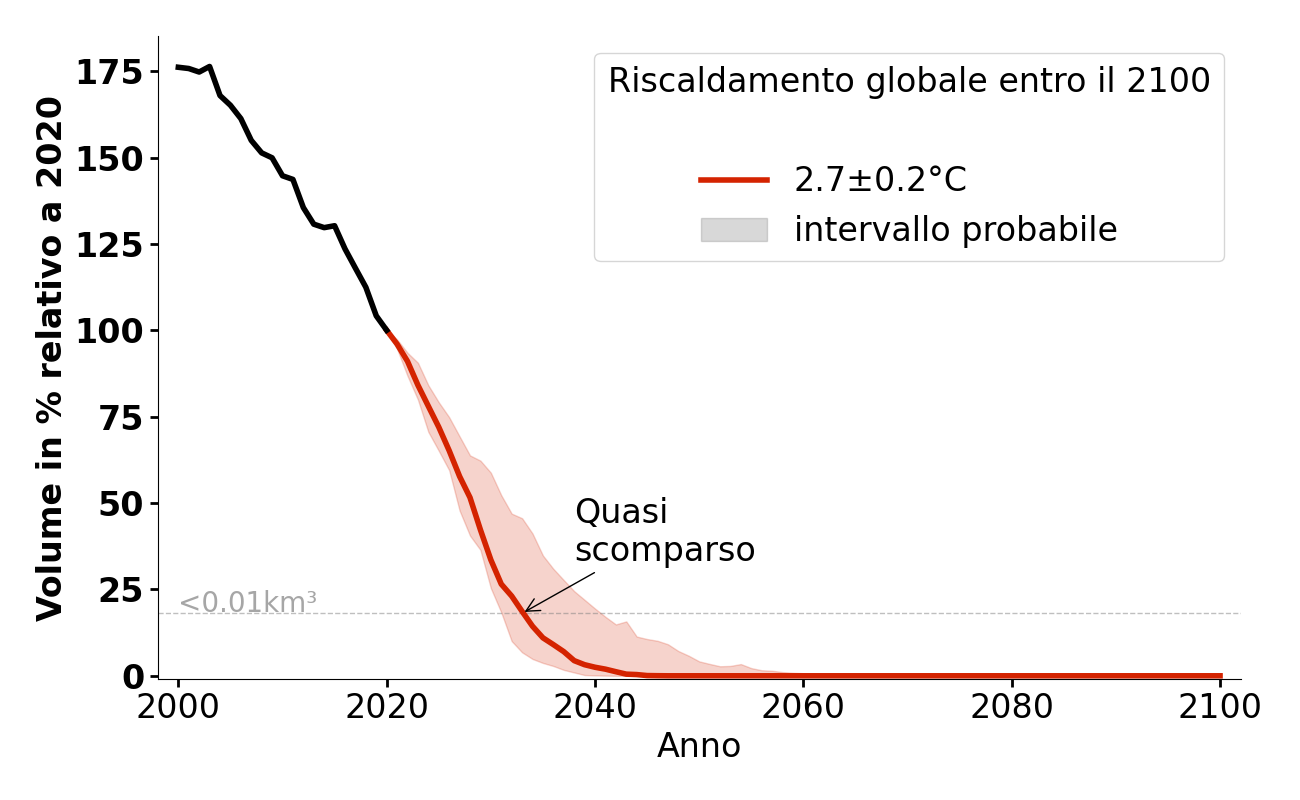 Volume in % relativo a 2020
175
150
125
100
75
50
25
0
Riscaldamento globale entro il 2100
2.7±0.2°C
intervallo probabile
Quasi
scomparso
<0.01km³
2000 2020 2040 2060 2080 2100
Anno